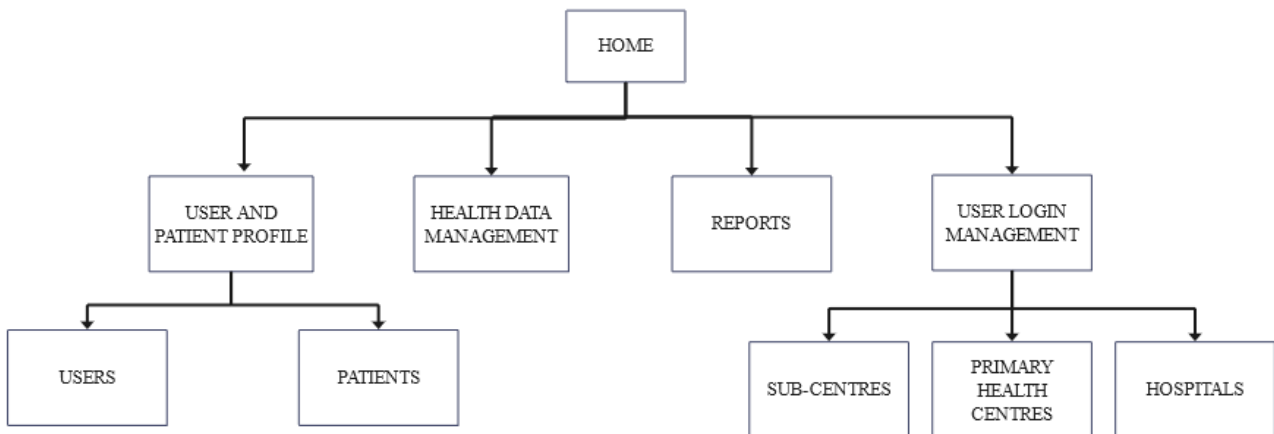 HOME
USER AND
PATIENT PROFILE
HEALTH DATA
MANAGEMENT
REPORTS
USER LOGIN
MANAGEMENT
USERS
PATIENTS
SUB-CENTRES
PRIMARY
HEALTH
CENTRES
HOSPITALS